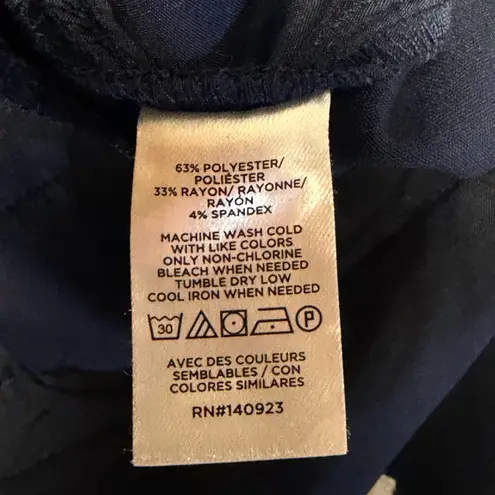 63% POLYESTER/
POLIÉSTER
33% RAYON/ RAYONNE/
RAYÓN
4% SPANDEX
MACHINE WASH COLD
WITH LIKE COLORS
ONLY NON-CHLORINE
BLEACH WHEN NEEDED
TUMBLE DRY LOW
COOL IRON WHEN NEEDED
30 P
AVEC DES COULEURS
SEMBLABLES / CON
COLORES SIMILARES
RN#140923